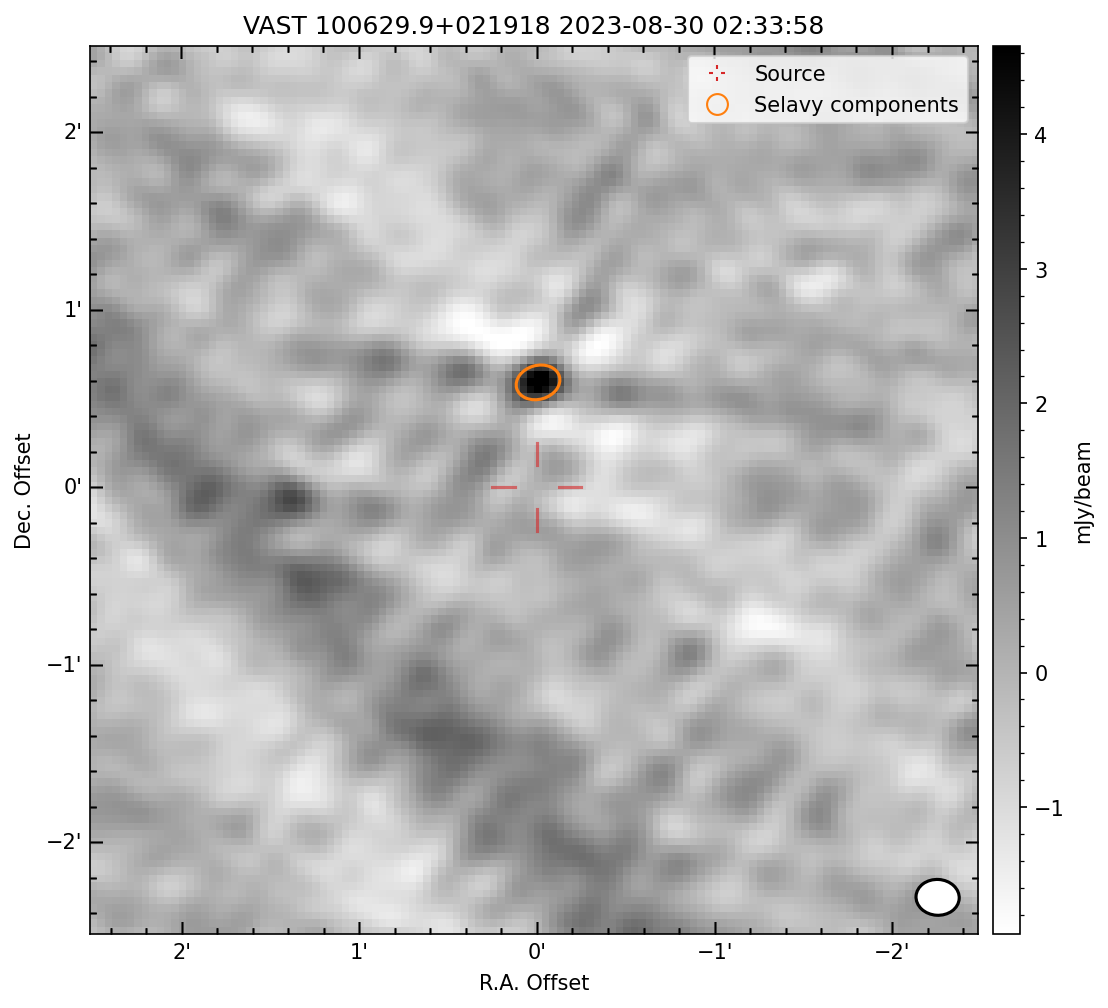 VAST 100629.9+021918 2023-08-30 02:33:58
Source
Selavy components
2'
1'
0'
−1'
−2'
Dec. Offset
2'
1'
0'
−1'
−2'
R.A. Offset
4
3
2
1
0
−1
mJy/beam